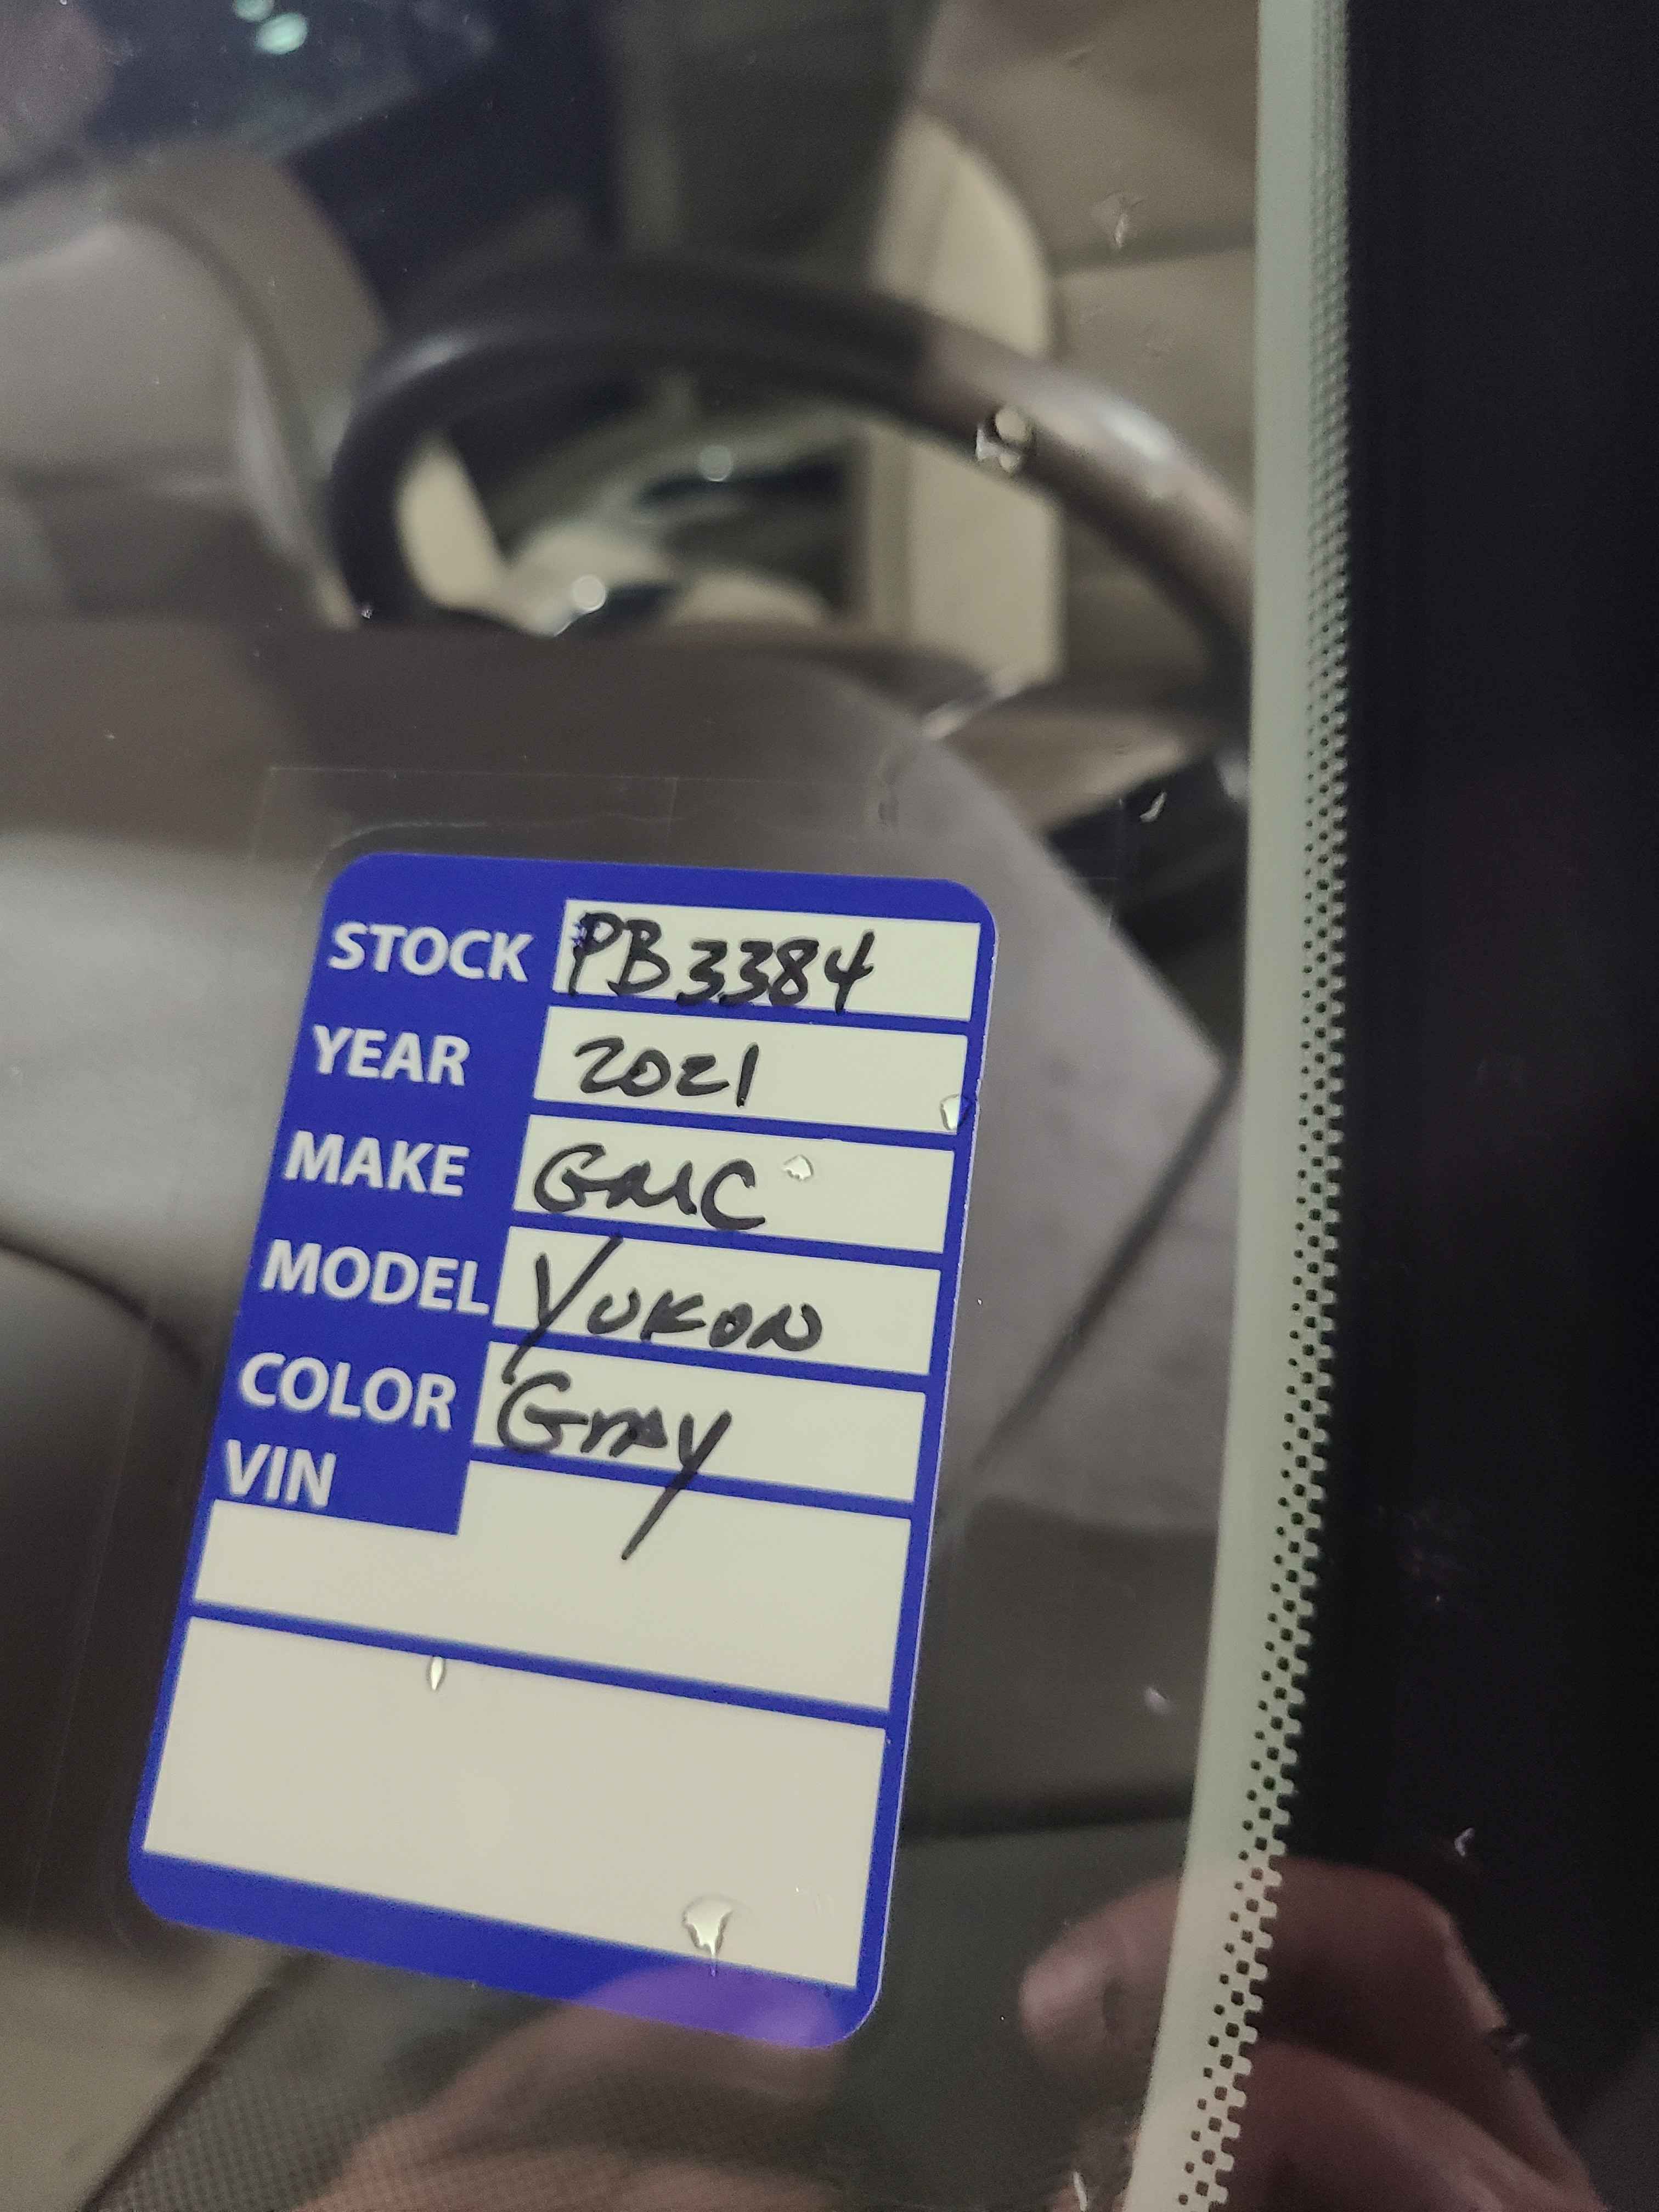 STOCK PB3384
YEAR 2021
MAKE GMC
MODEL YUKON
COLOR Gray
VIN